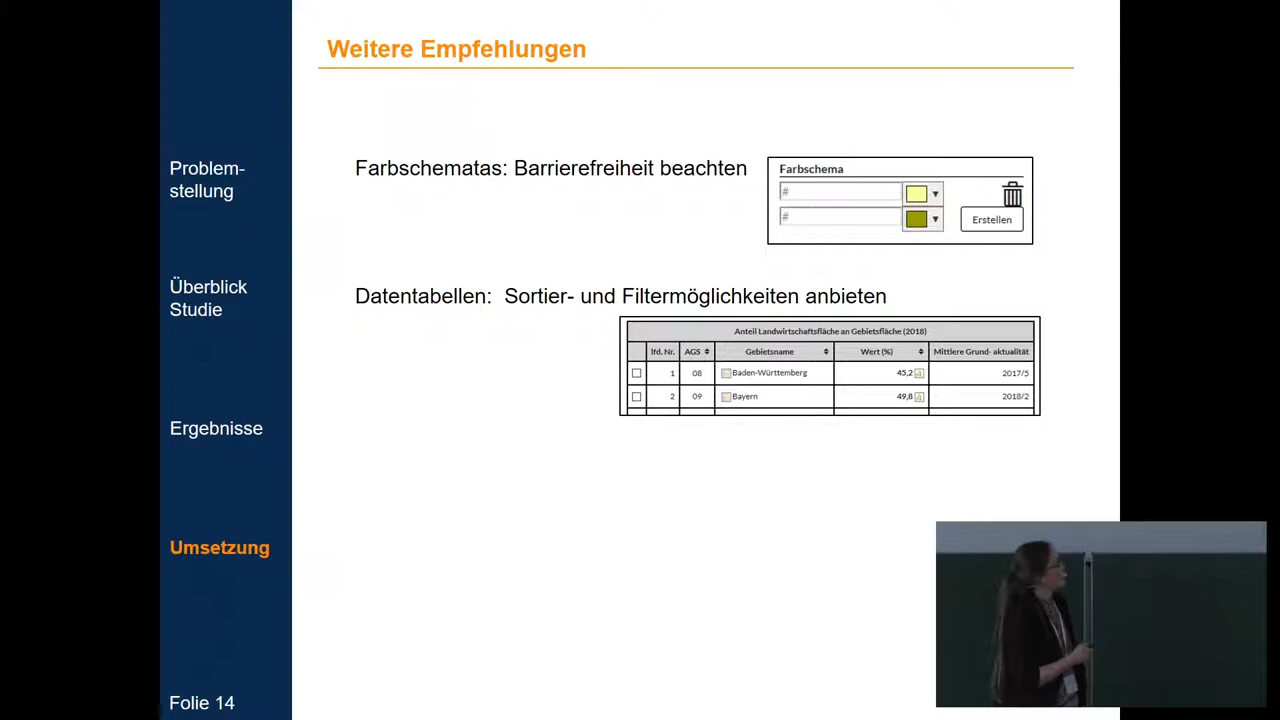 Weitere Empfehlungen
Problem-
stellung
Überblick
Studie
Ergebnisse
Umsetzung
Folie 14
Farbschematas: Barrierefreiheit beachten
Farbschema
#
#
Erstellen
Datentabellen: Sortier- und Filtermöglichkeiten anbieten
Anteil Landwirtschaftsfläche an Gebietsfläche (2018)
lfd. Nr. AGS Gebietsname Wert (%) Mittlere Grund- aktualität
1 08 Baden-Württemberg 45,2 2017/5
2 09 Bayern 49,8 2018/2